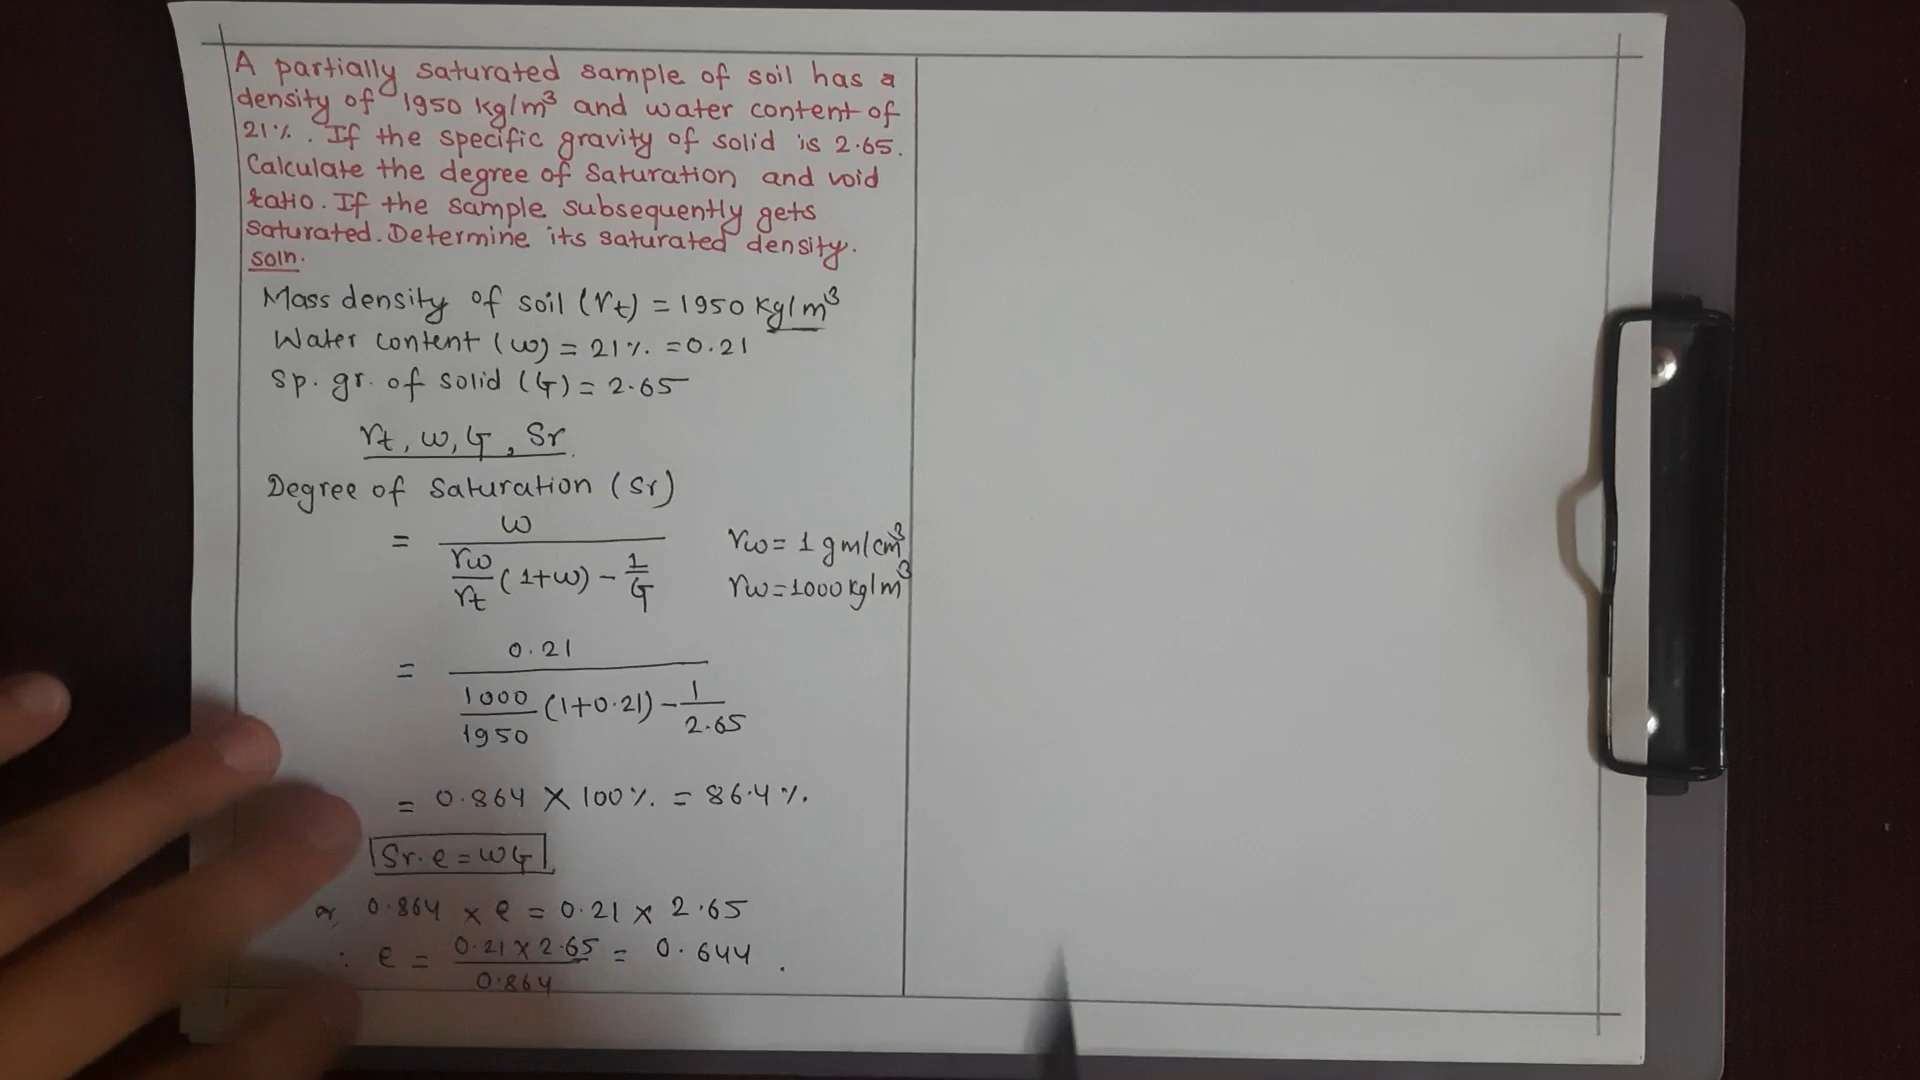 A partially saturated sample of soil has a
density of 1950 kg/m³ and water content of
21%. If the specific gravity of solid is 2.65.
Calculate the degree of Saturation and void
ratio. If the sample subsequently gets
saturated. Determine its saturated density.
Soln.
Mass density of soil (γt) = 1950 kg/m³
Water content (w) = 21% = 0.21
Sp. gr. of solid (G) = 2.65
γt, w, G, Sr.
Degree of saturation (Sr)
= w / (γw/γt (1+w) - 1/G)
γw = 1 gm/cm³
γw = 1000 kg/m³
= 0.21 / (1000/1950 (1+0.21) - 1/2.65)
= 0.864 × 100% = 86.4%.
Sr.e = wG
or, 0.864 × e = 0.21 × 2.65
∴ e = 0.21 × 2.65 / 0.864 = 0.644.